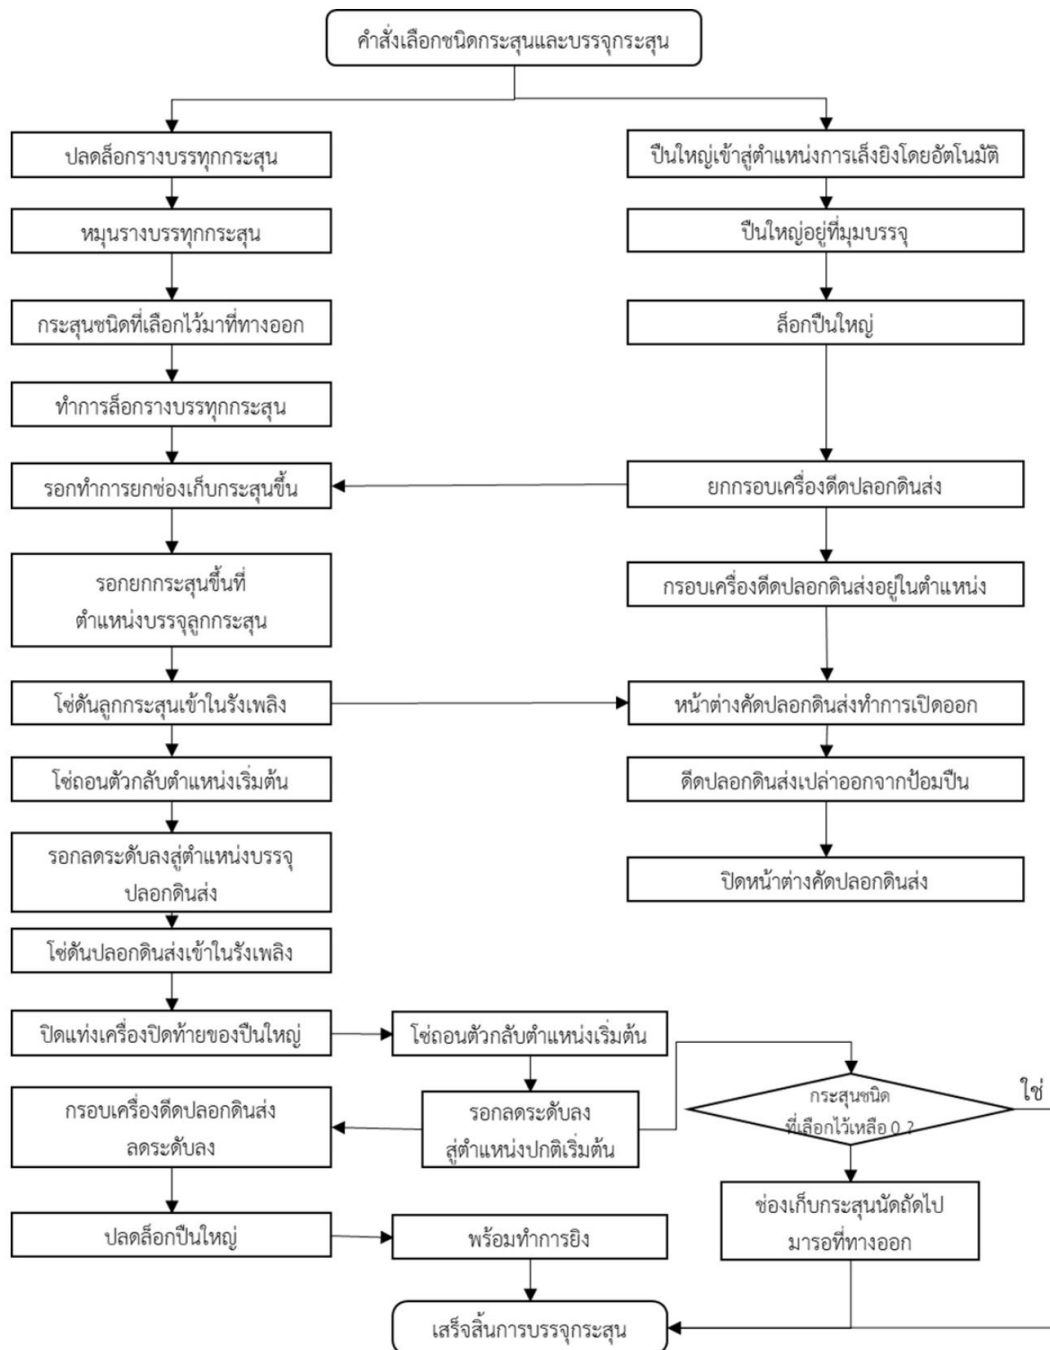 คำสั่งเลือกชนิดกระสุนและบรรจุกระสุน
ปลดล็อกรางบรรทุกกระสุน
หมุนรางบรรทุกกระสุน
กระสุนชนิดที่เลือกไว้มาที่ทางออก
ทำการล็อกรางบรรทุกกระสุน
รอกทำการยกช่องเก็บกระสุนขึ้น
รอกยกกระสุนขึ้นที่
ตำแหน่งบรรจุลูกกระสุน
โซ่ดันลูกกระสุนเข้าในรังเพลิง
โซ่ถอนตัวกลับตำแหน่งเริ่มต้น
รอกลดระดับลงสู่ตำแหน่งบรรจุ
ปลอกดินส่ง
โซ่ดันปลอกดินส่งเข้าในรังเพลิง
ปิดแท่งเครื่องปิดท้ายของปืนใหญ่
ปืนใหญ่เข้าสู่ตำแหน่งการเล็งยิงโดยอัตโนมัติ
ปืนใหญ่อยู่ที่มุมบรรจุ
ล็อกปืนใหญ่
ยกกรอบเครื่องดีดปลอกดินส่ง
กรอบเครื่องดีดปลอกดินส่งอยู่ในตำแหน่ง
หน้าต่างคัดปลอกดินส่งทำการเปิดออก
ดีดปลอกดินส่งเปล่าออกจากป้อมปืน
ปิดหน้าต่างคัดปลอกดินส่ง
โซ่ถอนตัวกลับตำแหน่งเริ่มต้น
รอกลดระดับลง
สู่ตำแหน่งปกติเริ่มต้น
กรอบเครื่องดีดปลอกดินส่ง
ลดระดับลง
ปลดล็อกปืนใหญ่
พร้อมทำการยิง
กระสุนชนิด
ที่เลือกไว้เหลือ 0 ?
ใช่
ช่องเก็บกระสุนนัดถัดไป
มารอที่ทางออก
เสร็จสิ้นการบรรจุกระสุน